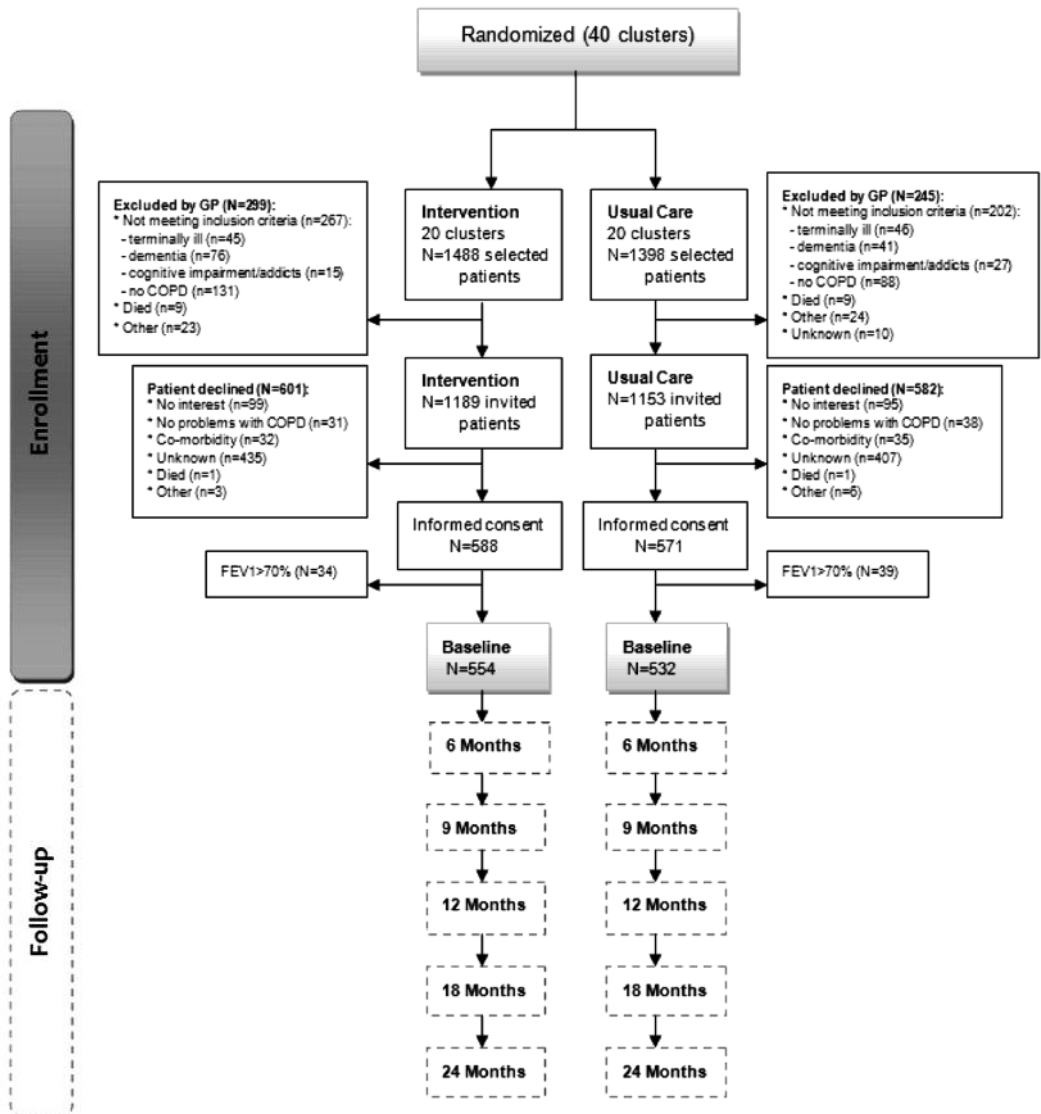 Randomized (40 clusters)
Enrollment
Excluded by GP (N=299):
* Not meeting inclusion criteria (n=267):
- terminally ill (n=45)
- dementia (n=76)
- cognitive impairment/addicts (n=15)
- no COPD (n=131)
* Died (n=9)
* Other (n=23)
Intervention
20 clusters
N=1488 selected
patients
Usual Care
20 clusters
N=1398 selected
patients
Excluded by GP (N=245):
* Not meeting inclusion criteria (n=202):
- terminally ill (n=46)
- dementia (n=41)
- cognitive impairment/addicts (n=27)
- no COPD (n=88)
* Died (n=9)
* Other (n=24)
* Unknown (n=10)
Patient declined (N=601):
* No interest (n=99)
* No problems with COPD (n=31)
* Co-morbidity (n=32)
* Unknown (n=435)
* Died (n=1)
* Other (n=3)
Intervention
N=1189 invited
patients
Usual Care
N=1153 invited
patients
Patient declined (N=582):
* No interest (n=95)
* No problems with COPD (n=38)
* Co-morbidity (n=35)
* Unknown (n=407)
* Died (n=1)
* Other (n=6)
Informed consent
N=588
Informed consent
N=571
FEV1>70% (N=34)
FEV1>70% (N=39)
Baseline
N=554
Baseline
N=532
Follow-up
6 Months
6 Months
9 Months
9 Months
12 Months
12 Months
18 Months
18 Months
24 Months
24 Months